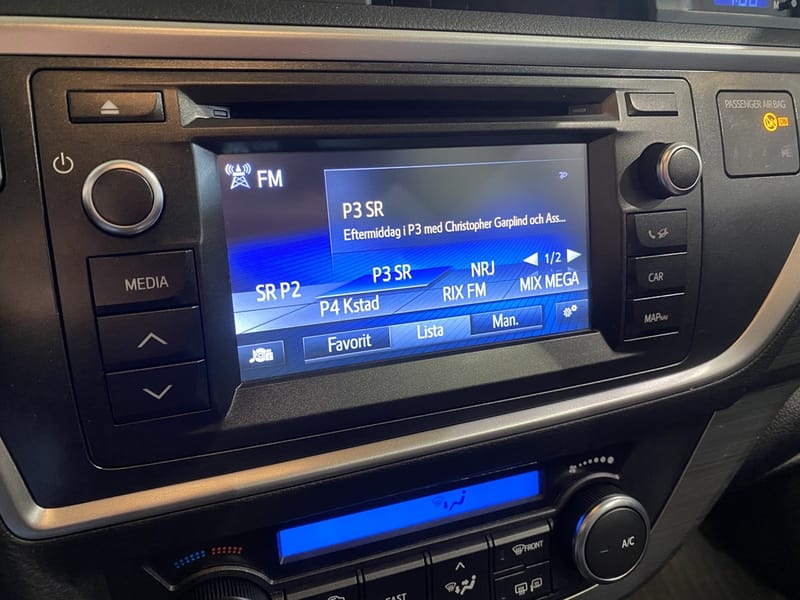 PASSENGER AIR BAG
FM
P3 SR
Eftermiddag i P3 med Christopher Garplind och Ass...
1/2
SR P2
P3 SR
NRJ
P4 Kstad
RIX FM
MIX MEGA
Favorit
Lista
Man.
MEDIA
CAR
MAP NAV
FRONT
A/C